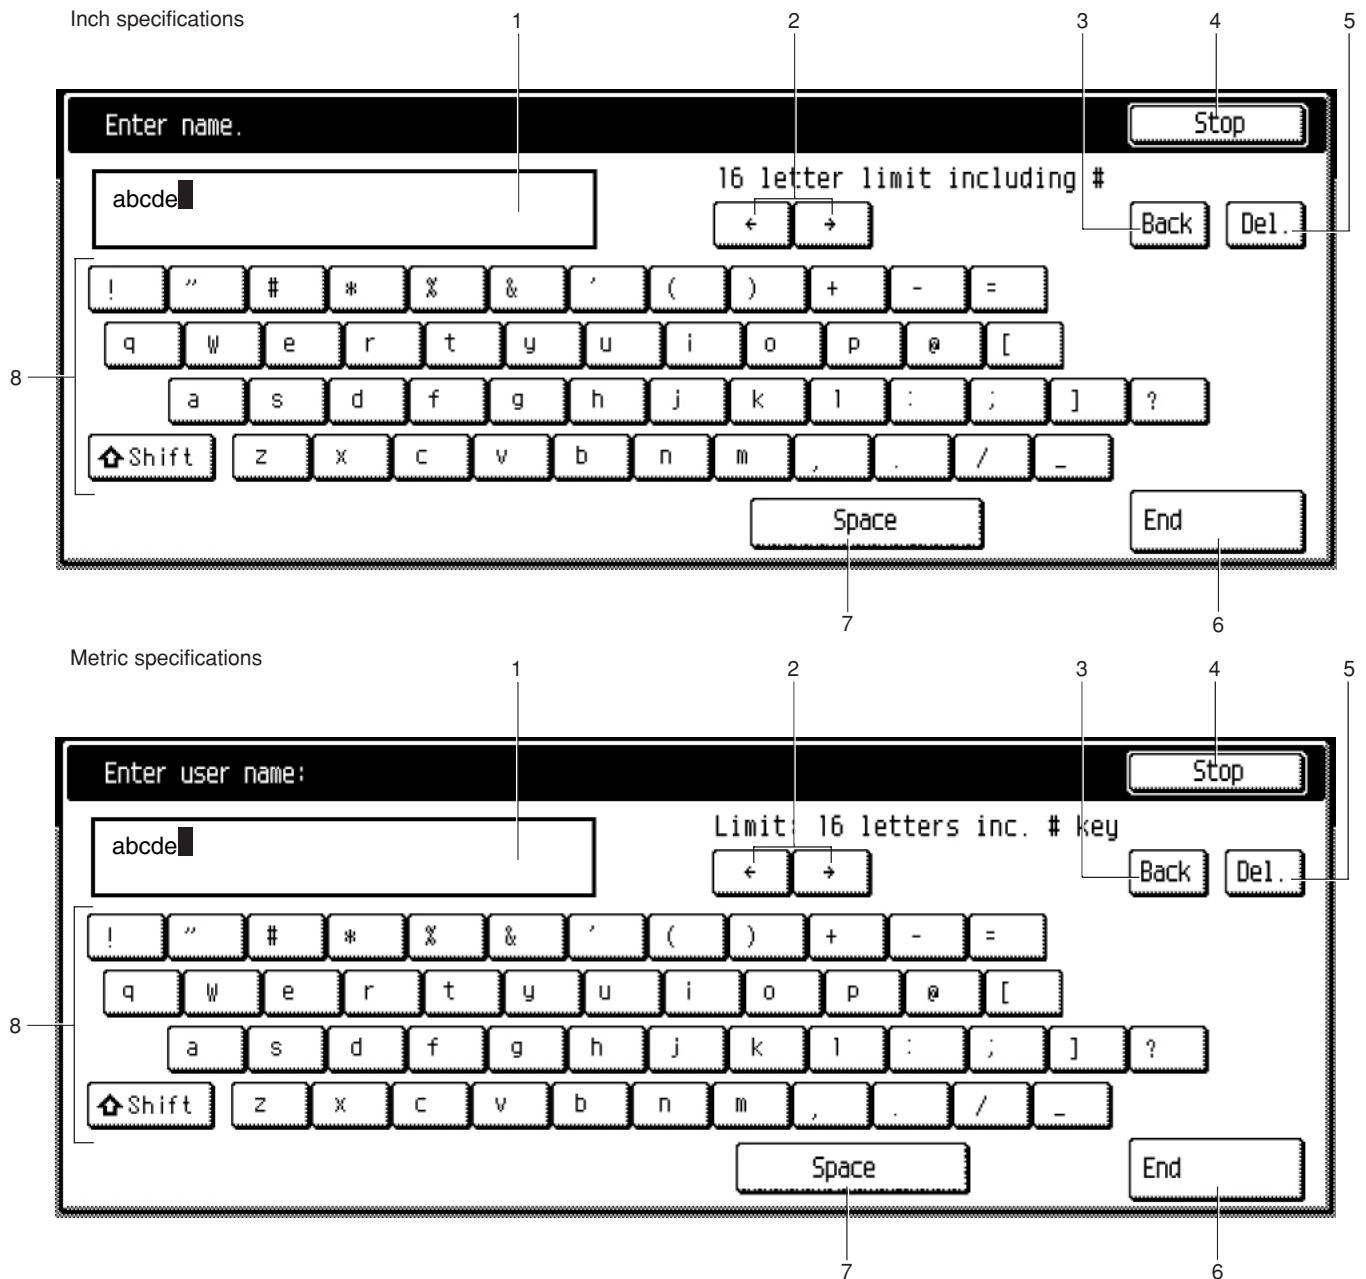 Inch specifications 1 2 3 4 5
Enter name. Stop
16 letter limit including #
abcde ← → Back Del.
! " # * % & ' ( ) + - =
q w e r t y u i o p @ [
8 a s d f g h j k l : ; ] ?
Shift z x c v b n m , . / _
Space End
7 6
Metric specifications 1 2 3 4 5
Enter user name: Stop
Limit: 16 letters inc. # key
abcde ← → Back Del.
! " # * % & ' ( ) + - =
q w e r t y u i o p @ [
8 a s d f g h j k l : ; ] ?
Shift z x c v b n m , . / _
Space End
7 6